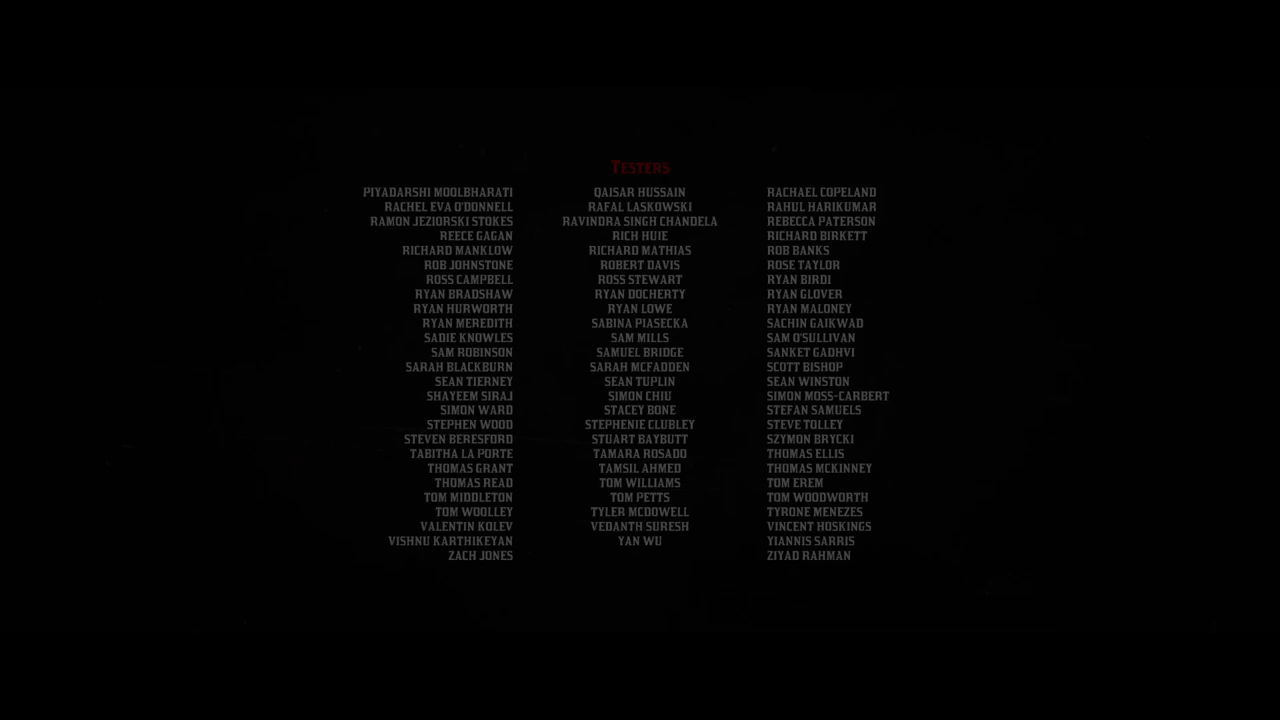 Testers
PIYADARSHI MOOLBHARATI QAISAR HUSSAIN RACHAEL COPELAND
RACHEL EVA O'DONNELL RAFAL LASKOWSKI RAHUL HARIKUMAR
RAMON JEZIORSKI STOKES RAVINDRA SINGH CHANDELA REBECCA PATERSON
REECE GAGAN RICH HUIE RICHARD BIRKETT
RICHARD MANKLOW RICHARD MATHIAS ROB BANKS
ROB JOHNSTONE ROBERT DAVIS ROSE TAYLOR
ROSS CAMPBELL ROSS STEWART RYAN BIRDI
RYAN BRADSHAW RYAN DOCHERTY RYAN GLOVER
RYAN HURWORTH RYAN LOWE RYAN MALONEY
RYAN MEREDITH SABINA PIASECKA SACHIN GAIKWAD
SADIE KNOWLES SAM MILLS SAM O'SULLIVAN
SAM ROBINSON SAMUEL BRIDGE SANKET GADHVI
SARAH BLACKBURN SARAH MCFADDEN SCOTT BISHOP
SEAN TIERNEY SEAN TUPLIN SEAN WINSTON
SHAYEEM SIRAJ SIMON CHIU SIMON MOSS-CARBERT
SIMON WARD STACEY BONE STEFAN SAMUELS
STEPHEN WOOD STEPHENIE CLUBLEY STEVE TOLLEY
STEVEN BERESFORD STUART BAYBUTT SZYMON BRYCKI
TABITHA LA PORTE TAMARA ROSADO THOMAS ELLIS
THOMAS GRANT TAMSIL AHMED THOMAS MCKINNEY
THOMAS READ TOM WILLIAMS TOM EREM
TOM MIDDLETON TOM PETTS TOM WOODWORTH
TOM WOOLLEY TYLER MCDOWELL TYRONE MENEZES
VALENTIN KOLEV VEDANTH SURESH VINCENT HOSKINGS
VISHNU KARTHIKEYAN YAN WU YIANNIS SARRIS
ZACH JONES ZIYAD RAHMAN